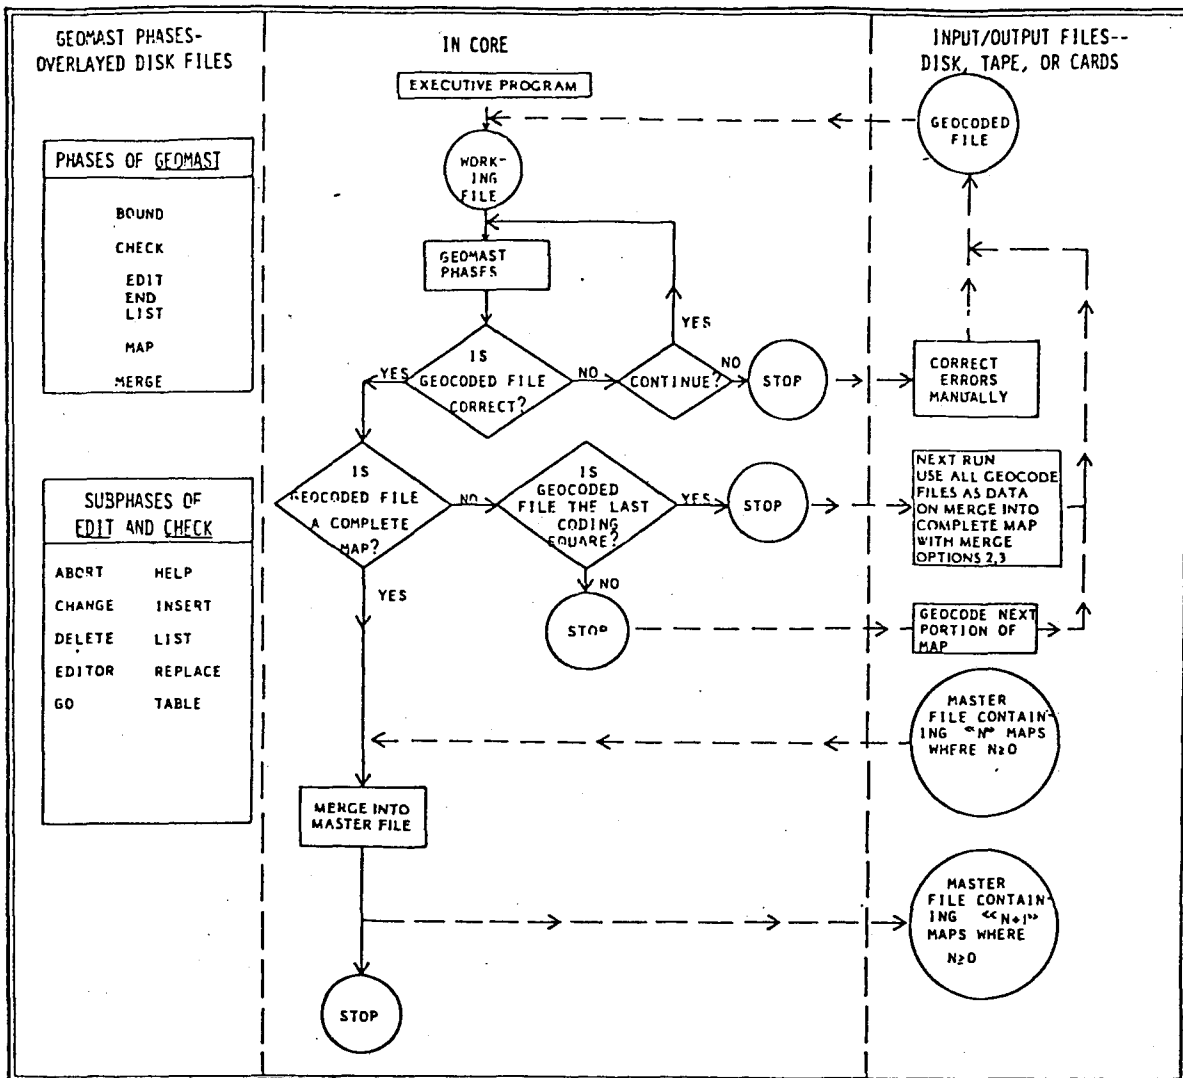 GEOMAST PHASES-
OVERLAYED DISK FILES
PHASES OF GEOMAST
BOUND
CHECK
EDIT
END
LIST
MAP
MERGE
SUBPHASES OF
EDIT AND CHECK
ABORT HELP
CHANGE INSERT
DELETE LIST
EDITOR REPLACE
GO TABLE
IN CORE
EXECUTIVE PROGRAM
WORK-
ING
FILE
GEOMAST
PHASES
IS
GEOCODED FILE
CORRECT?
YES
NO
CONTINUE?
YES
NO
STOP
IS
GEOCODED FILE
A COMPLETE
MAP?
NO
YES
IS
GEOCODED
FILE THE LAST
CODING
SQUARE?
YES
STOP
NO
STOP
MERGE INTO
MASTER FILE
STOP
INPUT/OUTPUT FILES--
DISK, TAPE, OR CARDS
GEOCODED
FILE
CORRECT
ERRORS
MANUALLY
NEXT RUN
USE ALL GEOCODE
FILES AS DATA
ON MERGE INTO
COMPLETE MAP
WITH MERGE
OPTIONS 2,3
GEOCODE NEXT
PORTION OF
MAP
MASTER
FILE CONTAIN-
ING «N» MAPS
WHERE N≥0
MASTER
FILE CONTAIN-
ING «N+1»
MAPS WHERE
N≥0